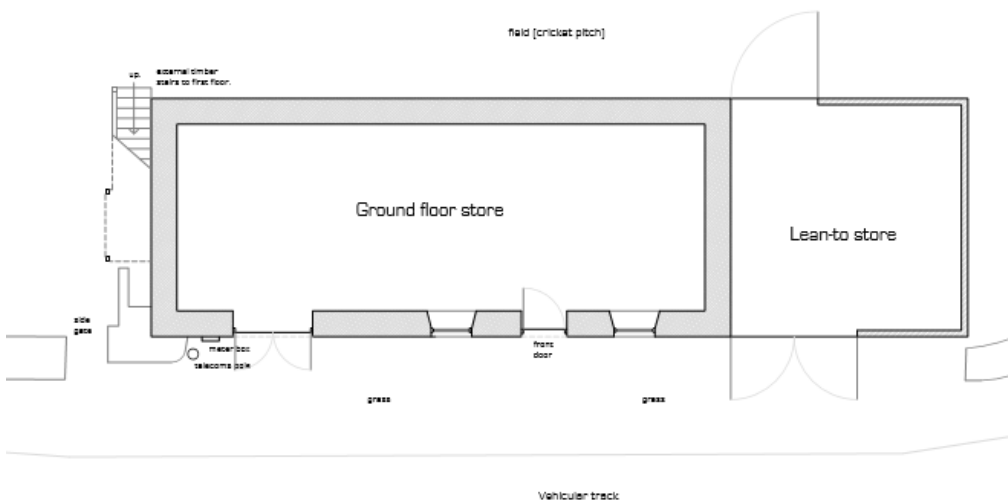 field [cricket pitch]
up.
external timber
stairs to first floor.
Ground floor store
Lean-to store
side
gate
meter box
telecoms pole
front
door
grass
grass
Vehicular track